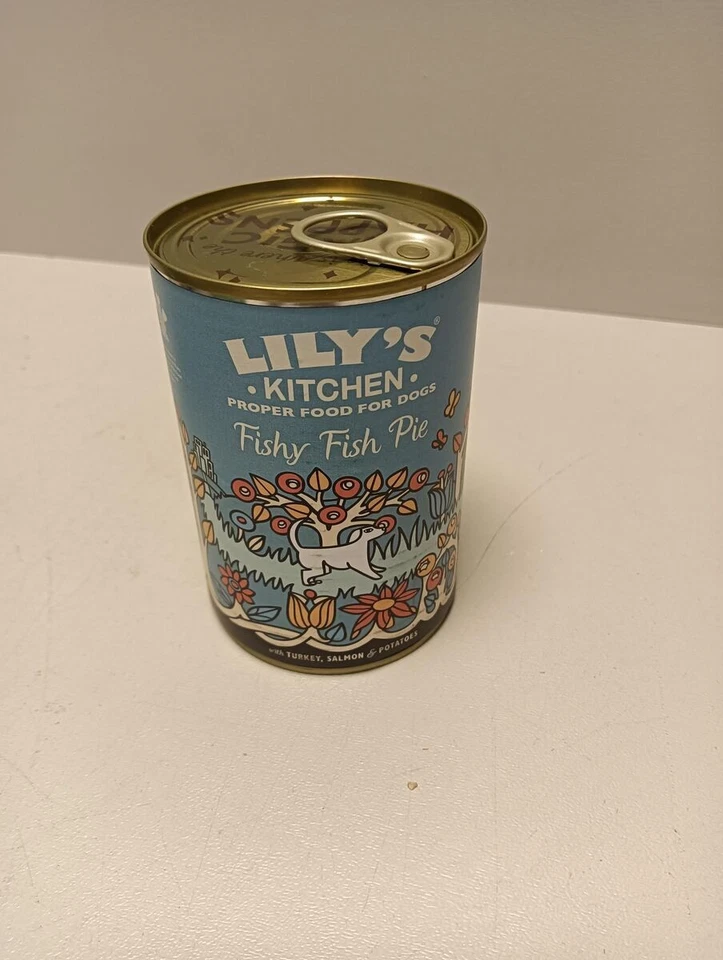 LILY'S®
• KITCHEN •
PROPER FOOD FOR DOGS
Fishy Fish Pie
with TURKEY, SALMON & POTATOES